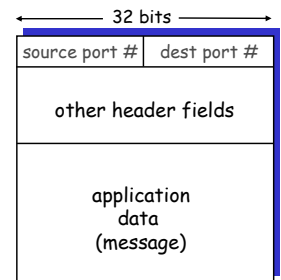 32 bits
source port # dest port #
other header fields
application
data
(message)